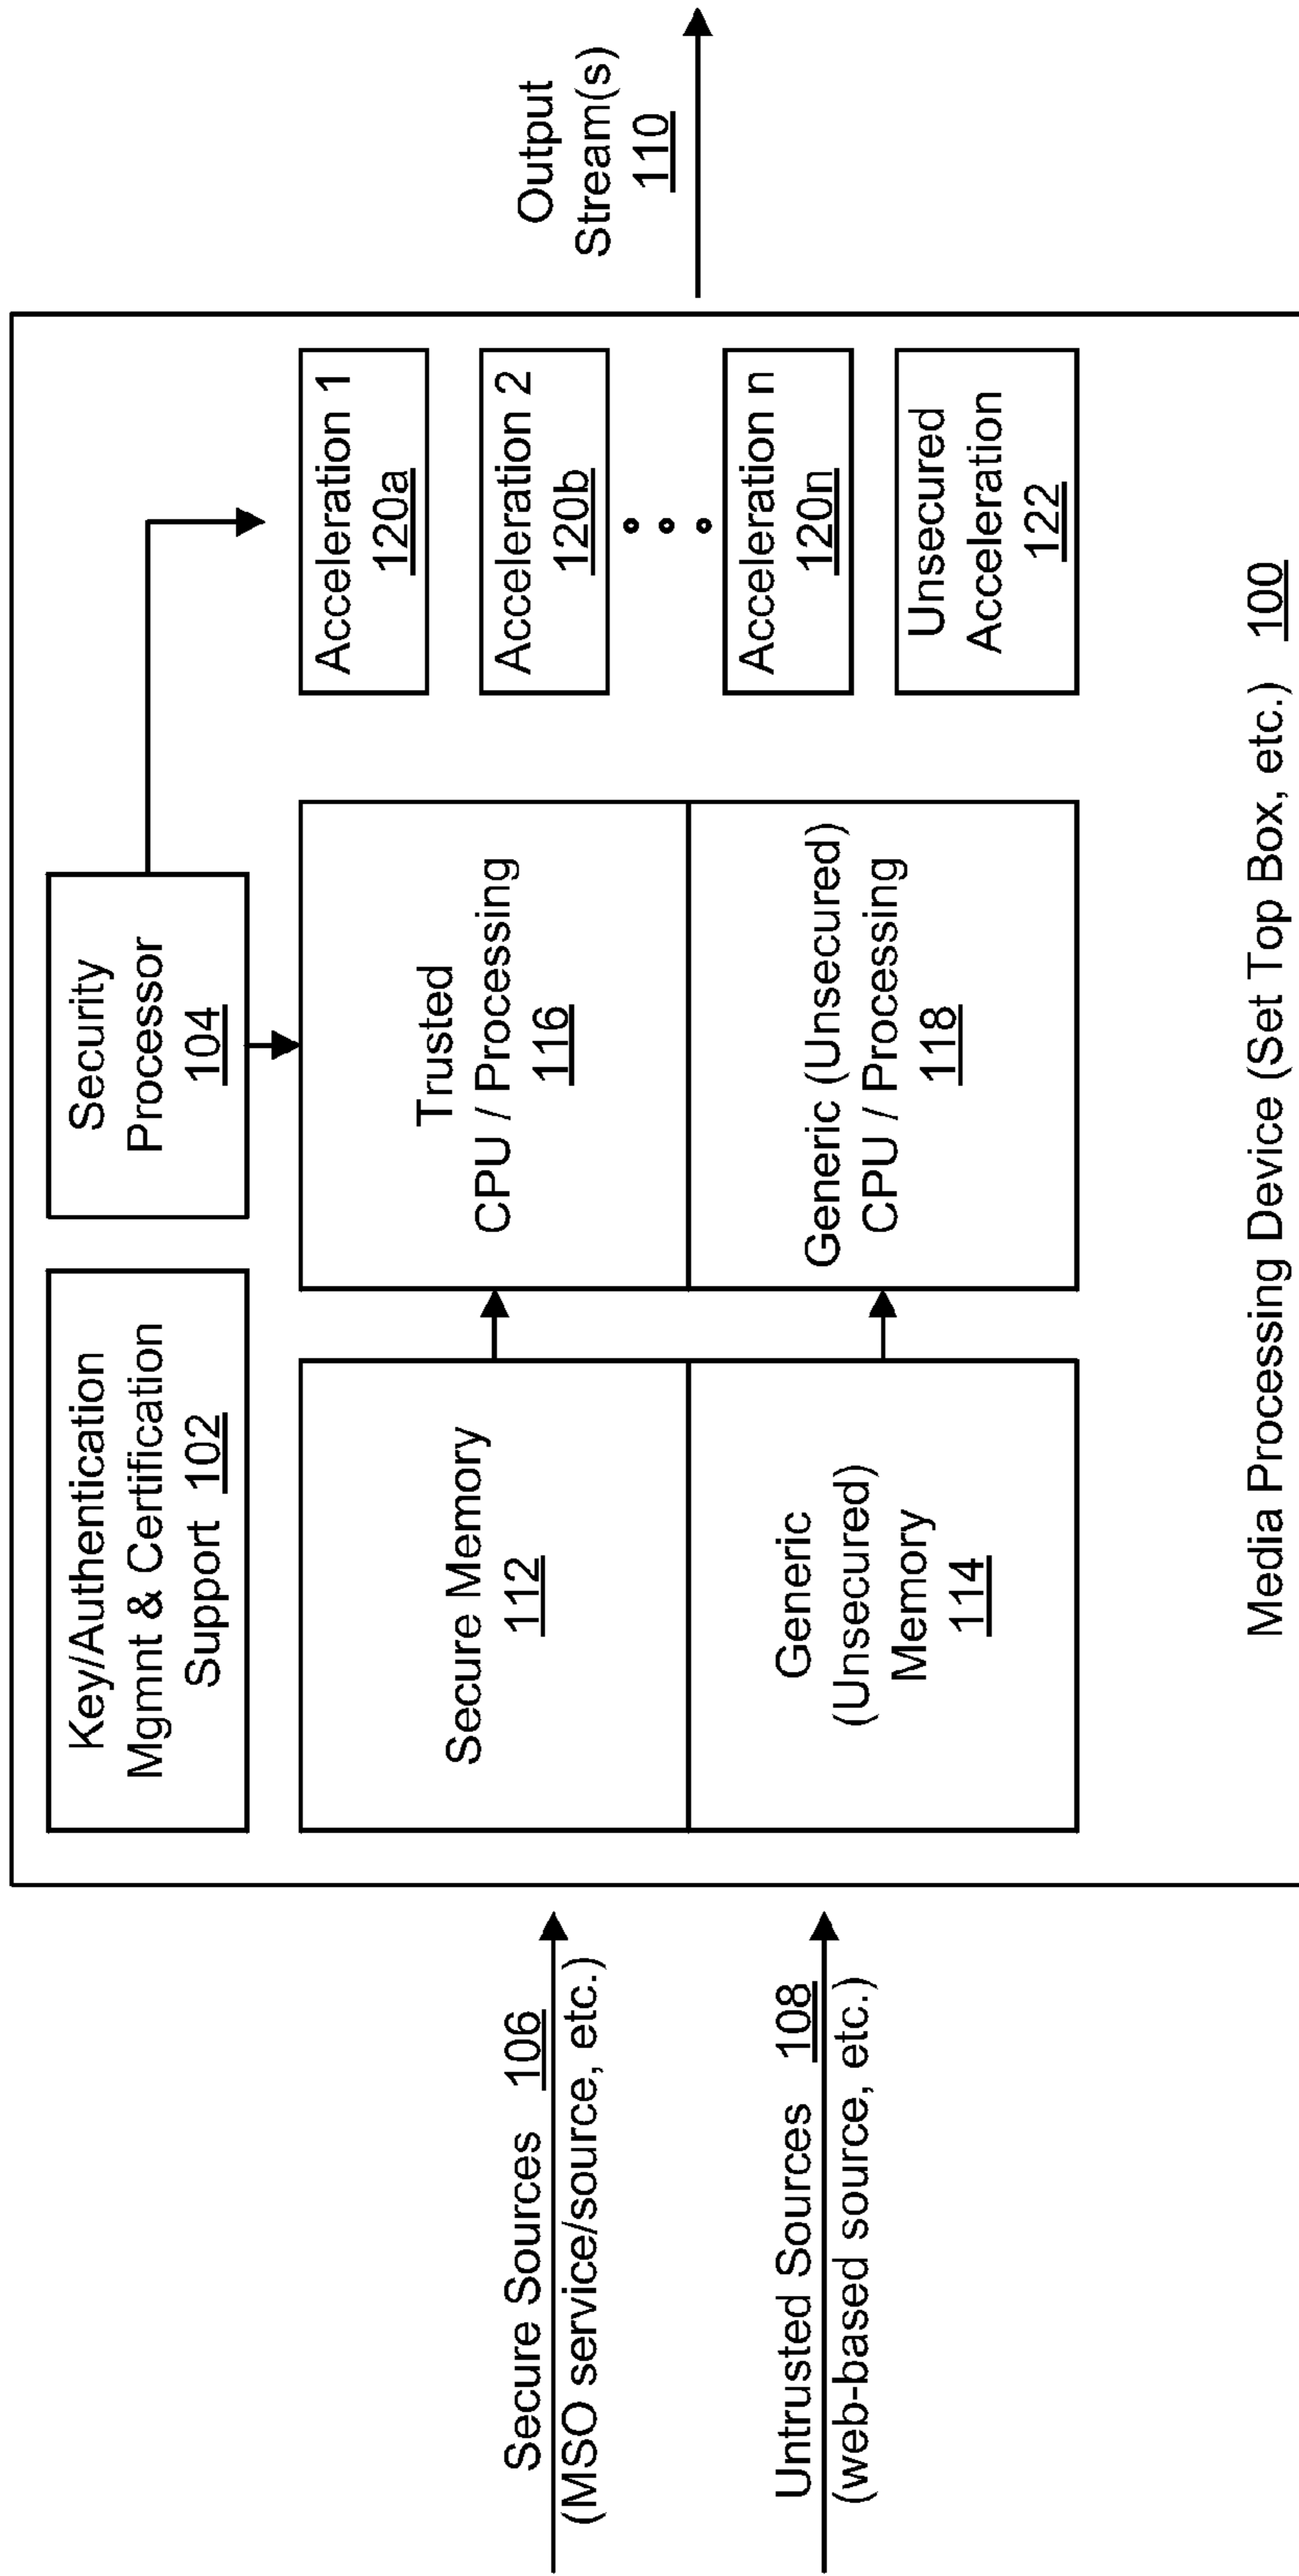 Key/Authentication
Mgmnt & Certification
Support 102
Security
Processor
104
Secure Sources 106
(MSO service/source, etc.)
Untrusted Sources 108
(web-based source, etc.)
Secure Memory
112
Generic
(Unsecured)
Memory
114
Trusted
CPU / Processing
116
Generic (Unsecured)
CPU / Processing
118
Acceleration 1
120a
Acceleration 2
120b
Acceleration n
120n
Unsecured
Acceleration
122
Output
Stream(s)
110
Media Processing Device (Set Top Box, etc.) 100